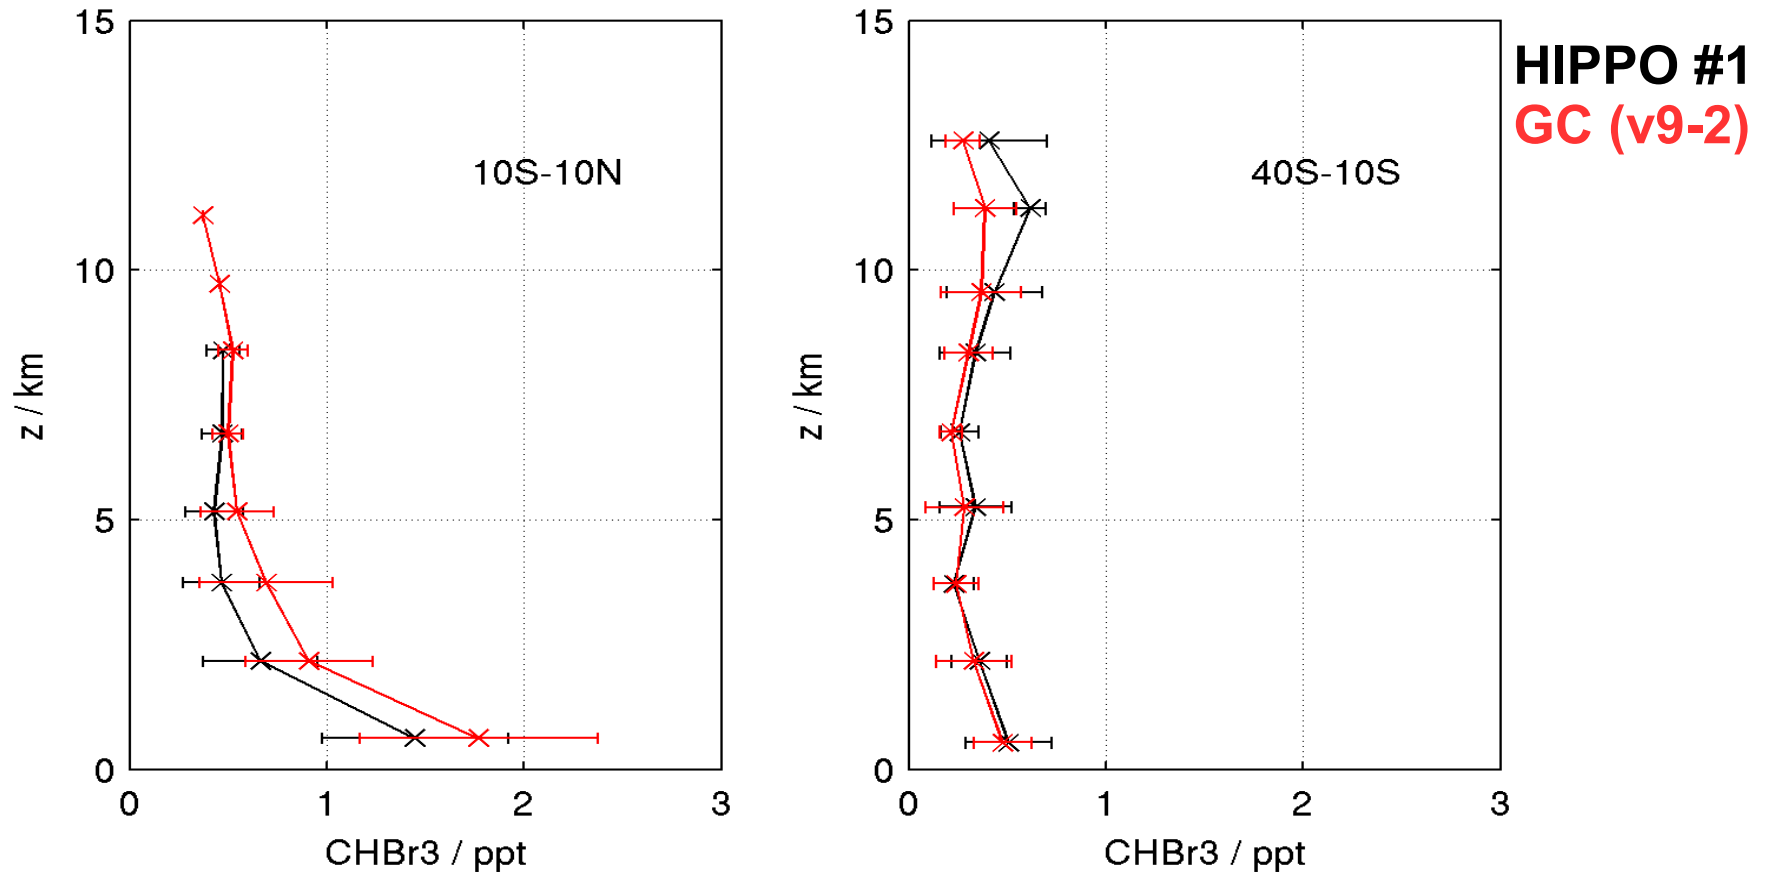 15
10
5
0
0 1 2 3
z / km
CHBr3 / ppt
10S-10N
15
10
5
0
0 1 2 3
z / km
CHBr3 / ppt
40S-10S
HIPPO #1
GC (v9-2)